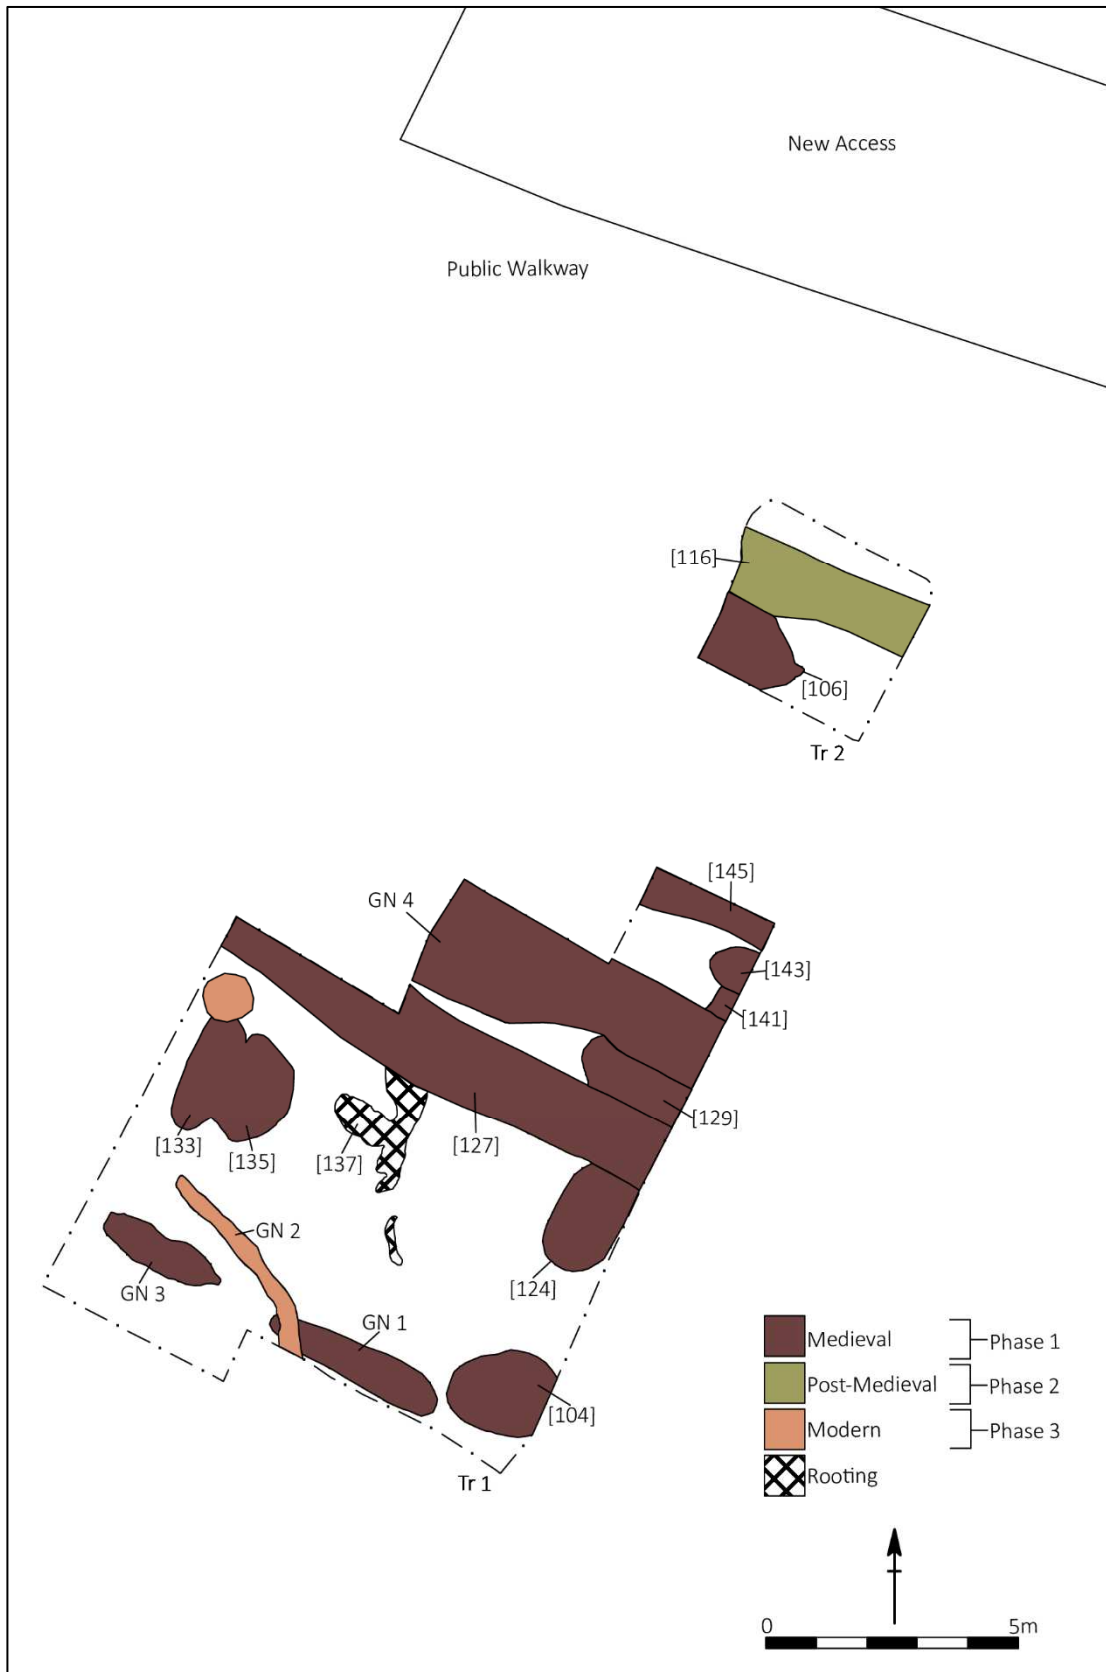 New Access
Public Walkway
[116]
[106]
Tr 2
[145]
GN 4
[143]
[141]
[129]
[133]
[135]
[137]
[127]
GN 2
GN 3
[124]
GN 1
[104]
Tr 1
Medieval Phase 1
Post-Medieval Phase 2
Modern Phase 3
Rooting
0 5m